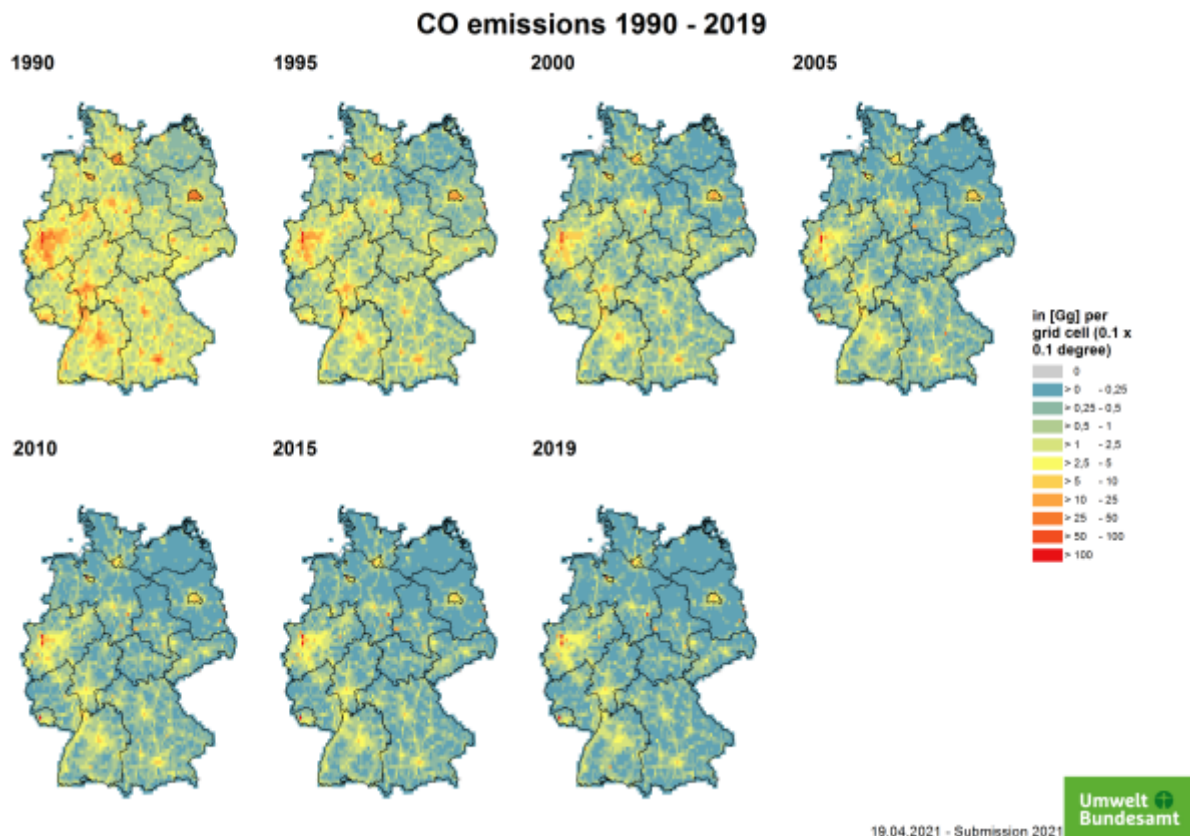 CO emissions 1990 - 2019
1990
1995
2000
2005
2010
2015
2019
in [Gg] per
grid cell (0.1 x
0.1 degree)
0
> 0 - 0,25
> 0,25 - 0,5
> 0,5 - 1
> 1 - 2,5
> 2,5 - 5
> 5 - 10
> 10 - 25
> 25 - 50
> 50 - 100
> 100
Umwelt
Bundesamt
19.04.2021 - Submission 2021